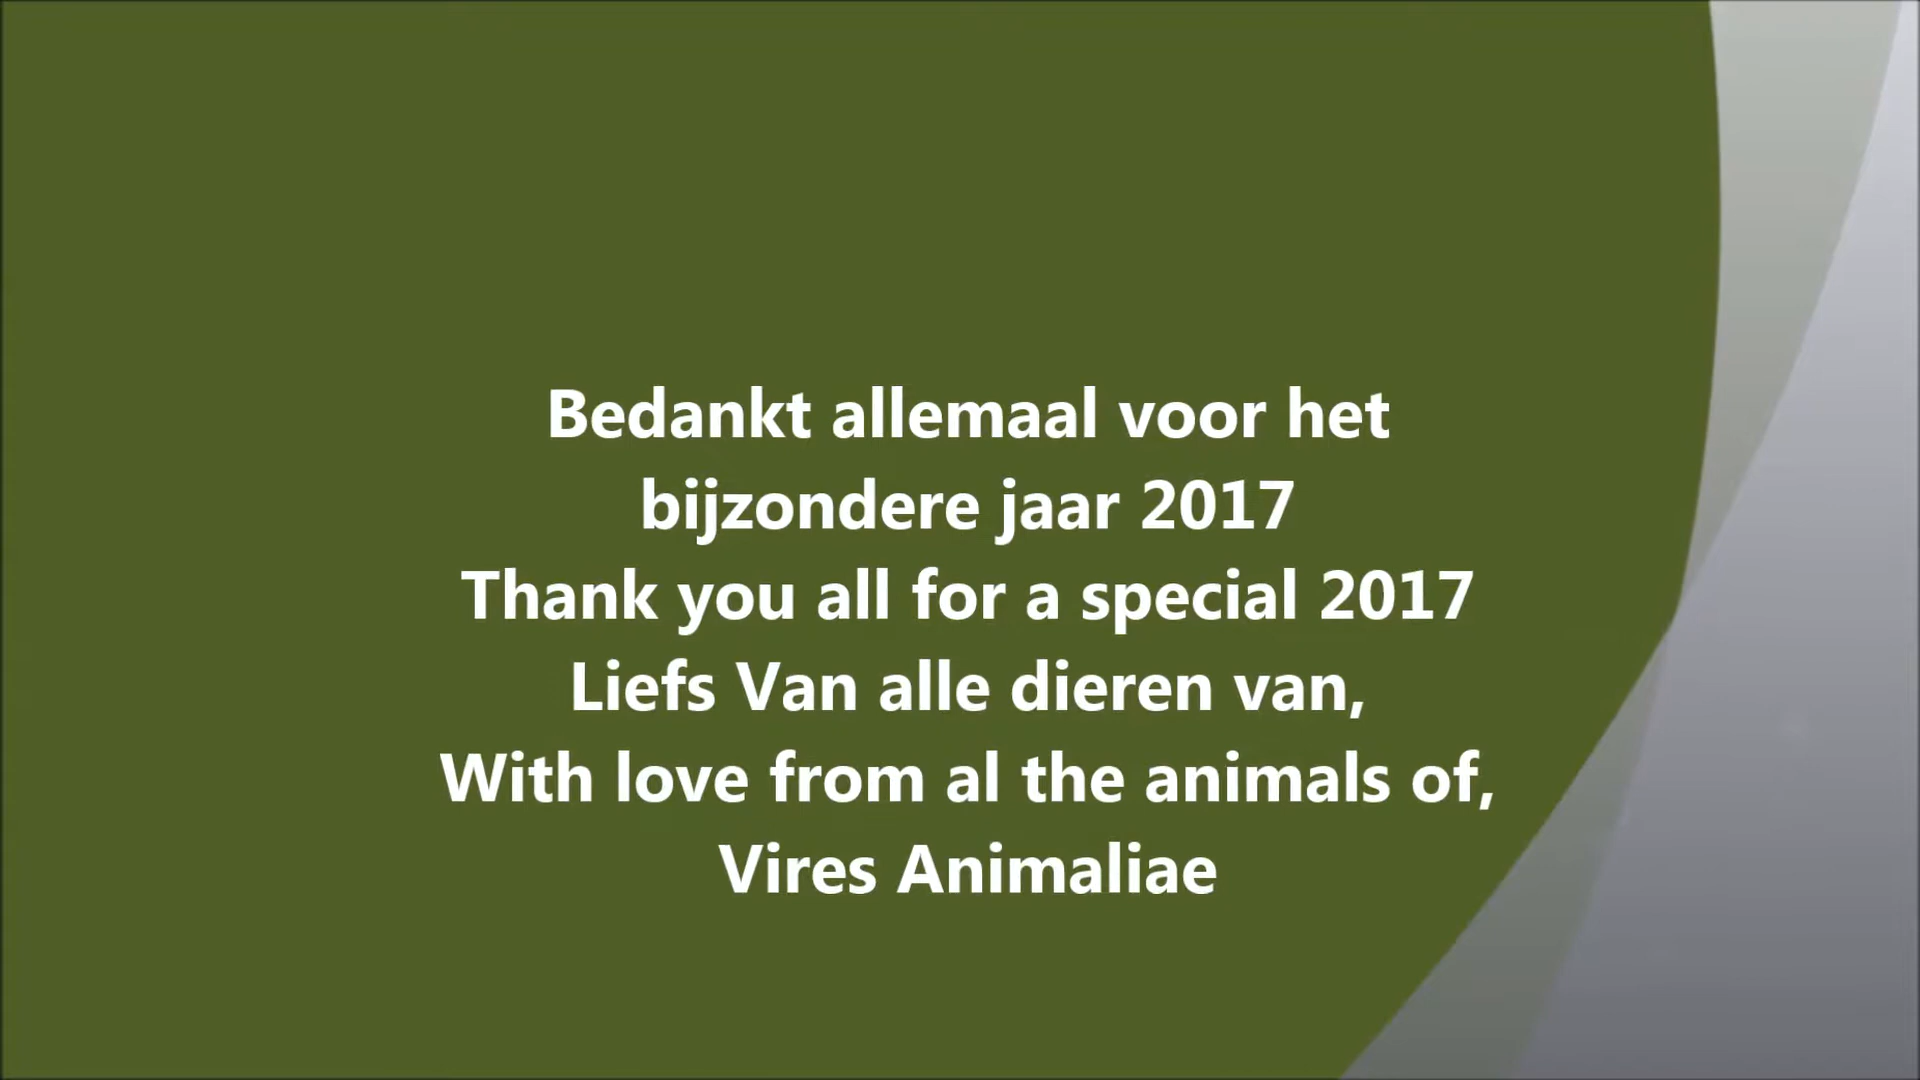 Bedankt allemaal voor het
bijzondere jaar 2017
Thank you all for a special 2017
Liefs Van alle dieren van,
With love from al the animals of,
Vires Animaliae